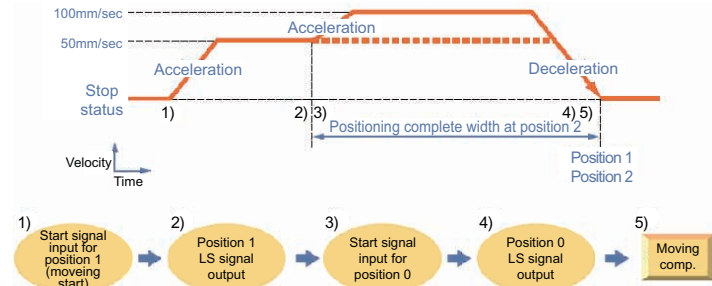 100mm/sec
Acceleration
50mm/sec
Acceleration
Deceleration
Stop
status
1)
2)
3)
4)
5)
Positioning complete width at position 2
Velocity
Time
Position 1
Position 2
1)
Start signal
input for
position 1
(moveing
start)
2)
Position 1
LS signal
output
3)
Start signal
input for
position 0
4)
Position 0
LS signal
output
5)
Moving
comp.